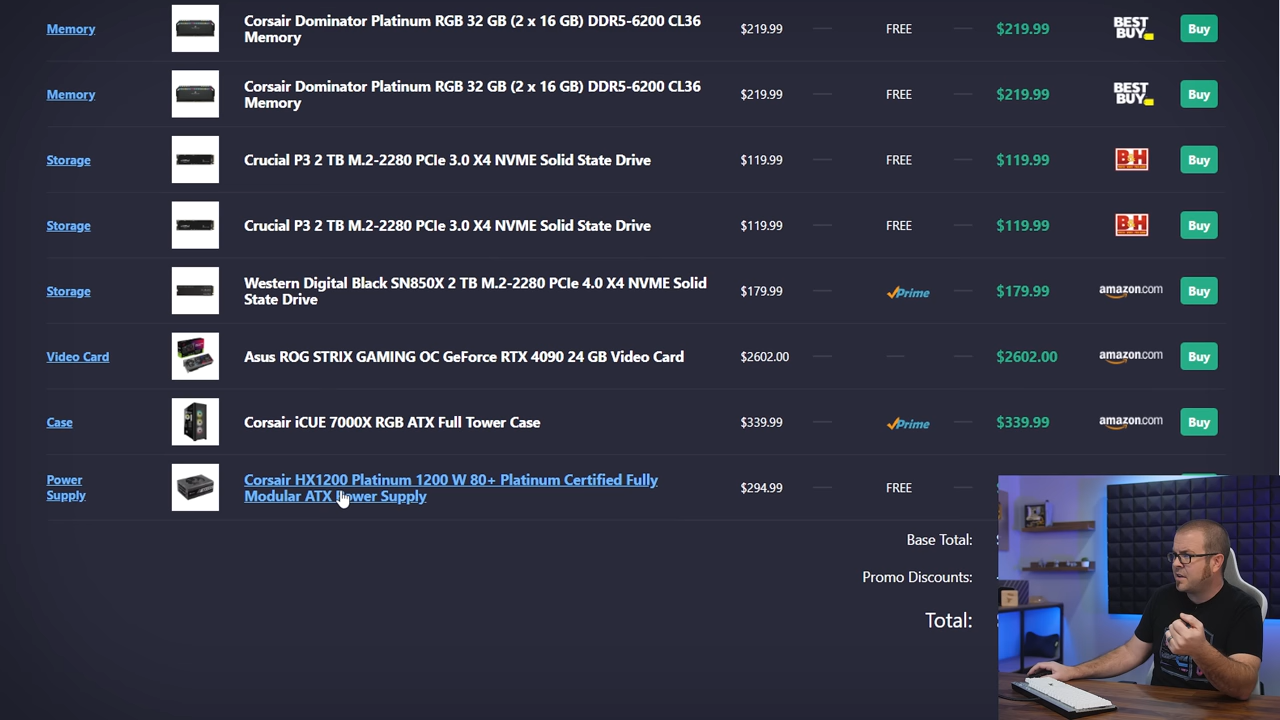 Memory
Corsair Dominator Platinum RGB 32 GB (2 x 16 GB) DDR5-6200 CL36
Memory
$219.99
FREE
$219.99
BEST
BUY
Buy
Memory
Corsair Dominator Platinum RGB 32 GB (2 x 16 GB) DDR5-6200 CL36
Memory
$219.99
FREE
$219.99
BEST
BUY
Buy
Storage
Crucial P3 2 TB M.2-2280 PCIe 3.0 X4 NVME Solid State Drive
$119.99
FREE
$119.99
B&H
Buy
Storage
Crucial P3 2 TB M.2-2280 PCIe 3.0 X4 NVME Solid State Drive
$119.99
FREE
$119.99
B&H
Buy
Storage
Western Digital Black SN850X 2 TB M.2-2280 PCIe 4.0 X4 NVME Solid
State Drive
$179.99
Prime
$179.99
amazon.com
Buy
Video Card
Asus ROG STRIX GAMING OC GeForce RTX 4090 24 GB Video Card
$2602.00
$2602.00
amazon.com
Buy
Case
Corsair iCUE 7000X RGB ATX Full Tower Case
$339.99
Prime
$339.99
amazon.com
Buy
Power
Supply
Corsair HX1200 Platinum 1200 W 80+ Platinum Certified Fully
Modular ATX Power Supply
$294.99
FREE
Base Total:
Promo Discounts:
Total: